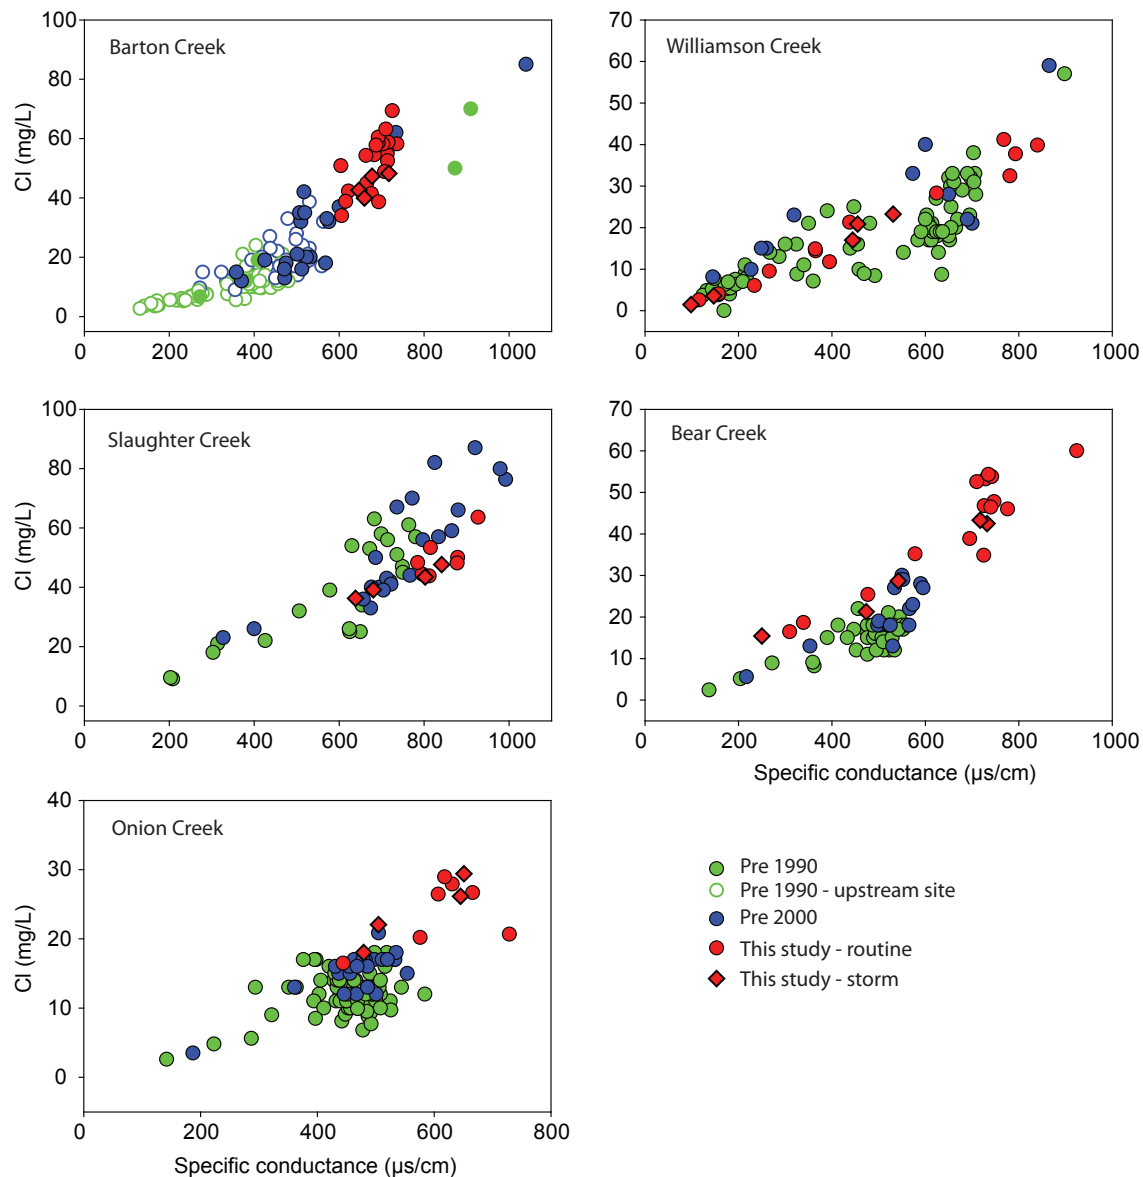 Barton Creek
Cl (mg/L)
100
80
60
40
20
0
0 200 400 600 800 1000
Williamson Creek
70
60
50
40
30
20
10
0
0 200 400 600 800 1000
Slaughter Creek
Cl (mg/L)
100
80
60
40
20
0
0 200 400 600 800 1000
Bear Creek
70
60
50
40
30
20
10
0
0 200 400 600 800 1000
Specific conductance (µs/cm)
Onion Creek
Cl (mg/L)
40
30
20
10
0
0 200 400 600 800
Specific conductance (µs/cm)
Pre 1990
Pre 1990 - upstream site
Pre 2000
This study - routine
This study - storm